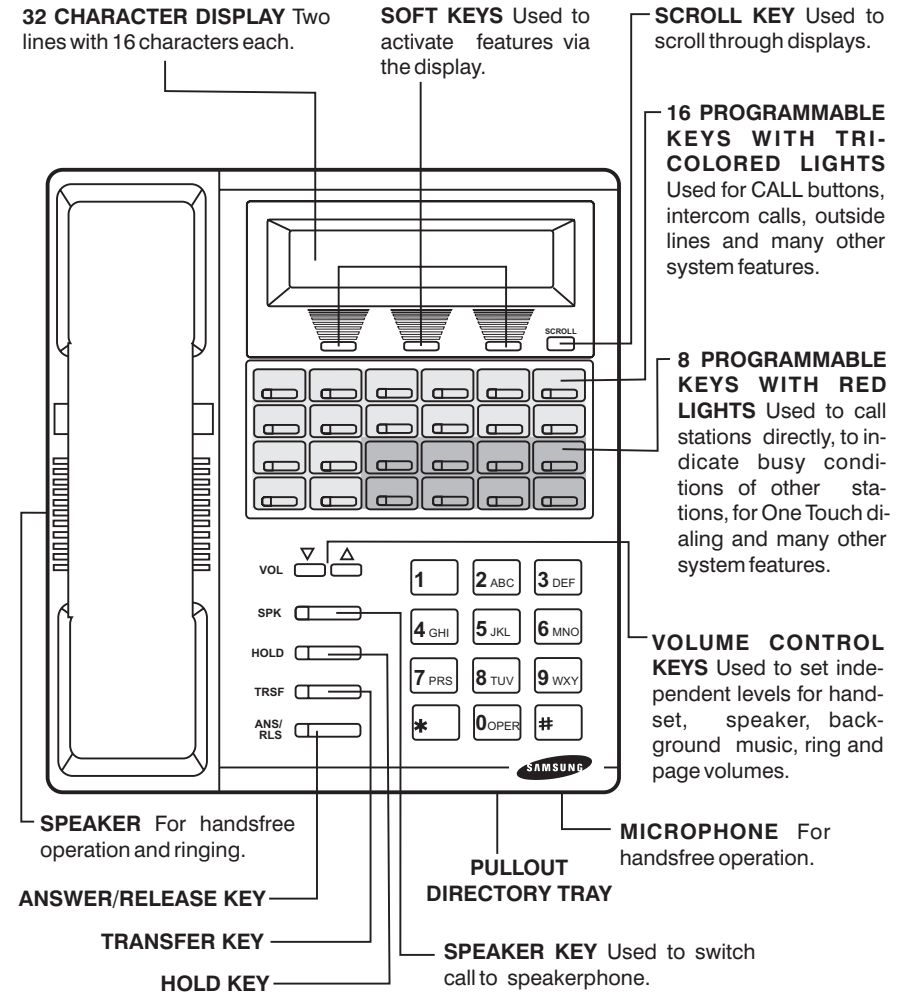 32 CHARACTER DISPLAY Two
lines with 16 characters each.
SOFT KEYS Used to
activate features via
the display.
SCROLL KEY Used to
scroll through displays.
16 PROGRAMMABLE
KEYS WITH TRI-
COLORED LIGHTS
Used for CALL buttons,
intercom calls, outside
lines and many other
system features.
SCROLL
8 PROGRAMMABLE
KEYS WITH RED
LIGHTS Used to call
stations directly, to in-
dicate busy condi-
tions of other sta-
tions, for One Touch di-
aling and many other
system features.
VOL
SPK
HOLD
TRSF
ANS/
RLS
1 2 ABC 3 DEF
4 GHI 5 JKL 6 MNO
7 PRS 8 TUV 9 WXY
* 0 OPER #
SAMSUNG
VOLUME CONTROL
KEYS Used to set inde-
pendent levels for hand-
set, speaker, back-
ground music, ring and
page volumes.
SPEAKER For handsfree
operation and ringing.
MICROPHONE For
handsfree operation.
PULLOUT
DIRECTORY TRAY
ANSWER/RELEASE KEY
TRANSFER KEY
HOLD KEY
SPEAKER KEY Used to switch
call to speakerphone.